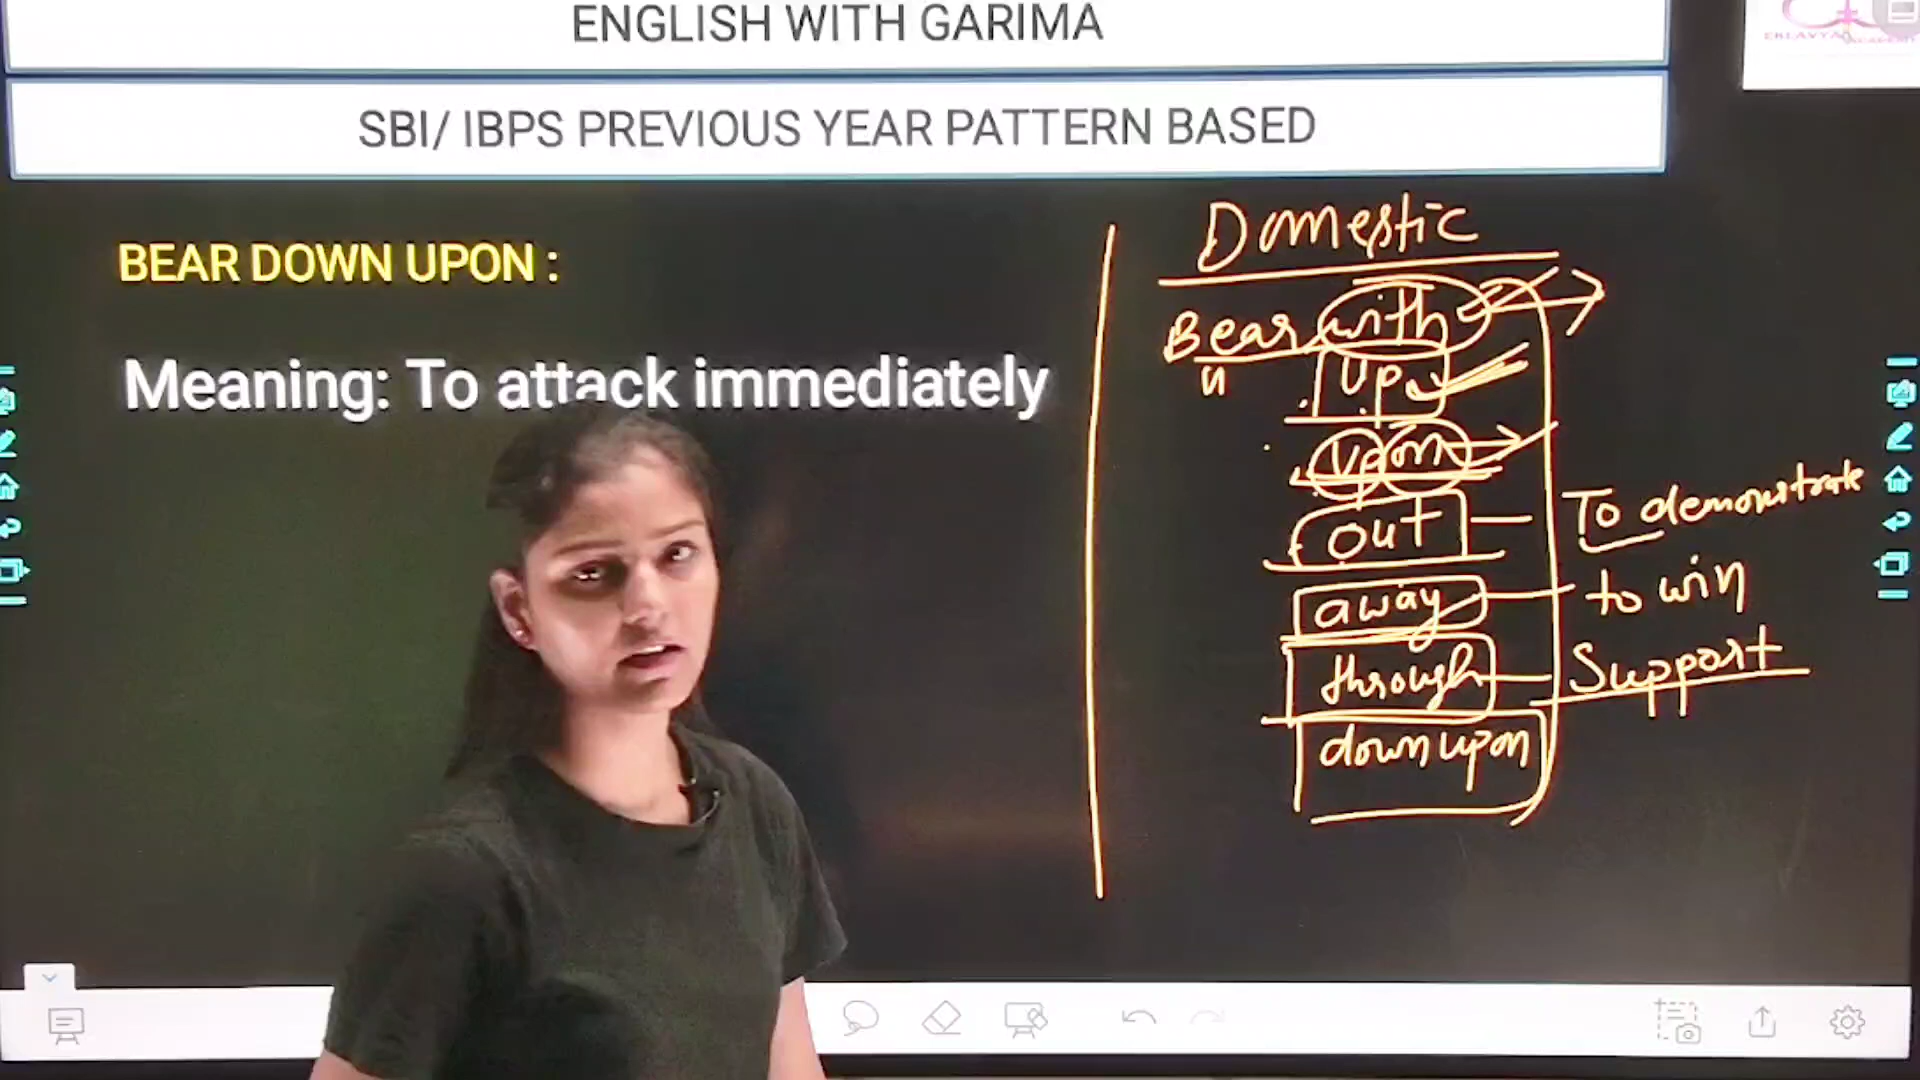 ENGLISH WITH GARIMA
SBI/ IBPS PREVIOUS YEAR PATTERN BASED
BEAR DOWN UPON :
Meaning: To attack immediately
Domestic
Bear with
up
upon
out — To demonstrate
away — to win
through — Support
down upon